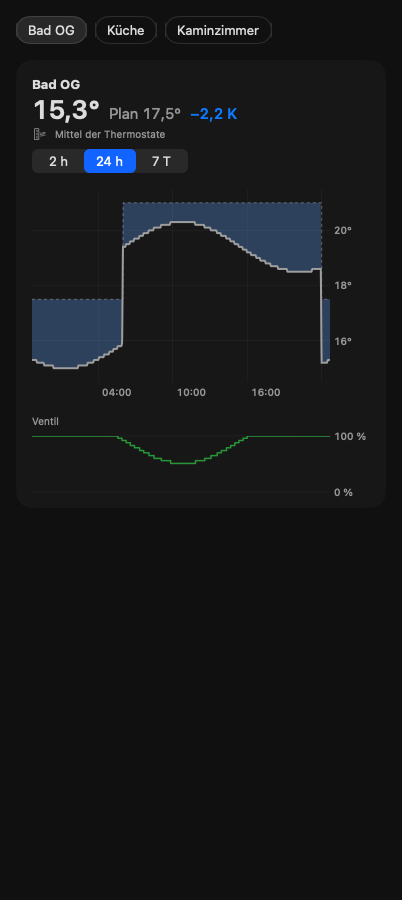 Bad OG Küche Kaminzimmer
Bad OG
15,3° Plan 17,5° −2,2 K
Mittel der Thermostate
2 h 24 h 7 T
20°
18°
16°
04:00 10:00 16:00
Ventil
100 %
0 %